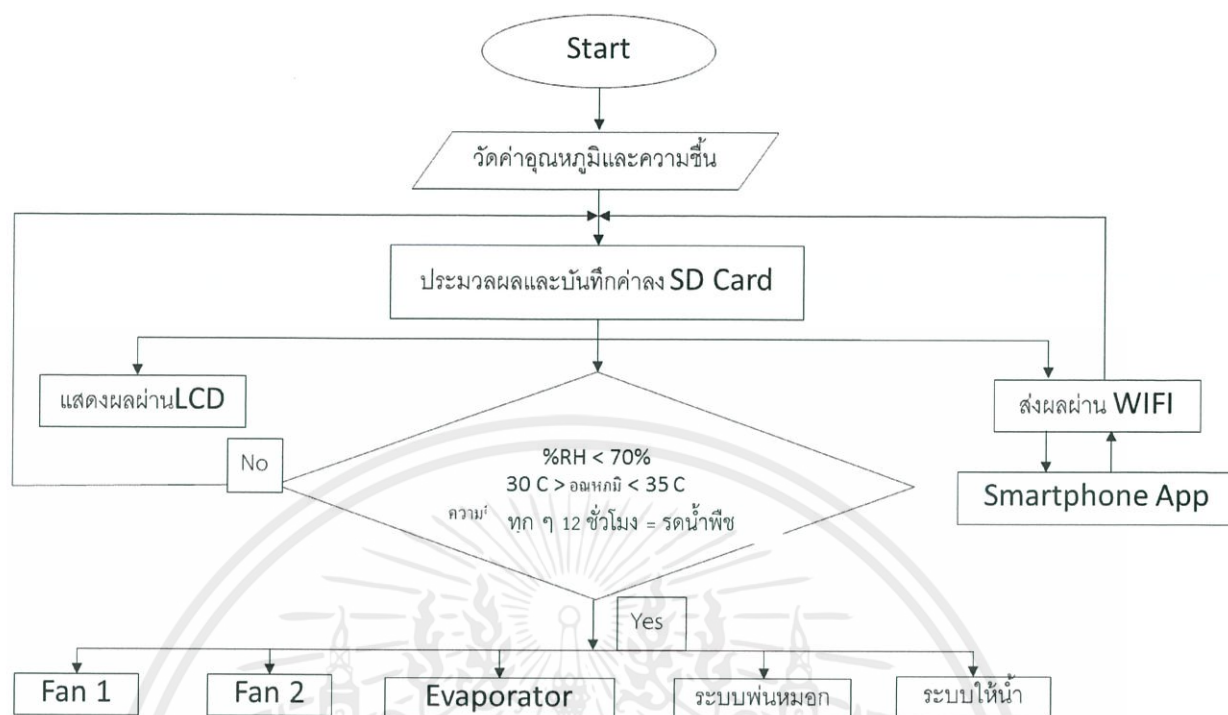 Start
วัดค่าอุณหภูมิและความชื้น
ประมวลผลและบันทึกค่าลง SD Card
แสดงผลผ่านLCD
ส่งผลผ่าน WIFI
No
%RH < 70%
30 C > อุณหภูมิ < 35 C
ทุก ๆ 12 ชั่วโมง = รดน้ำพืช
Smartphone App
Yes
Fan 1
Fan 2
Evaporator
ระบบพ่นหมอก
ระบบให้น้ำ